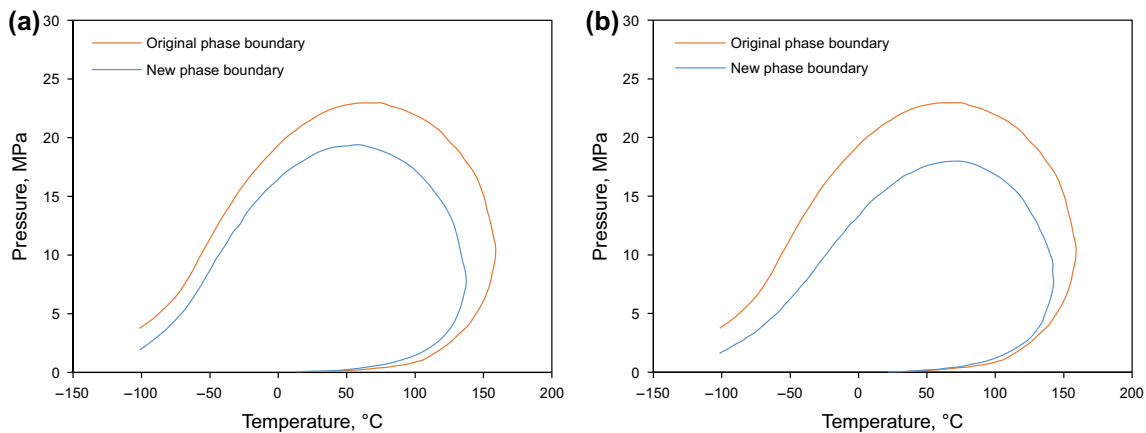 (a)
30
25
20
15
10
5
0
Pressure, MPa
Original phase boundary
New phase boundary
–150 –100 –50 0 50 100 150 200
Temperature, °C
(b)
30
25
20
15
10
5
0
Pressure, MPa
Original phase boundary
New phase boundary
–150 –100 –50 0 50 100 150 200
Temperature, °C